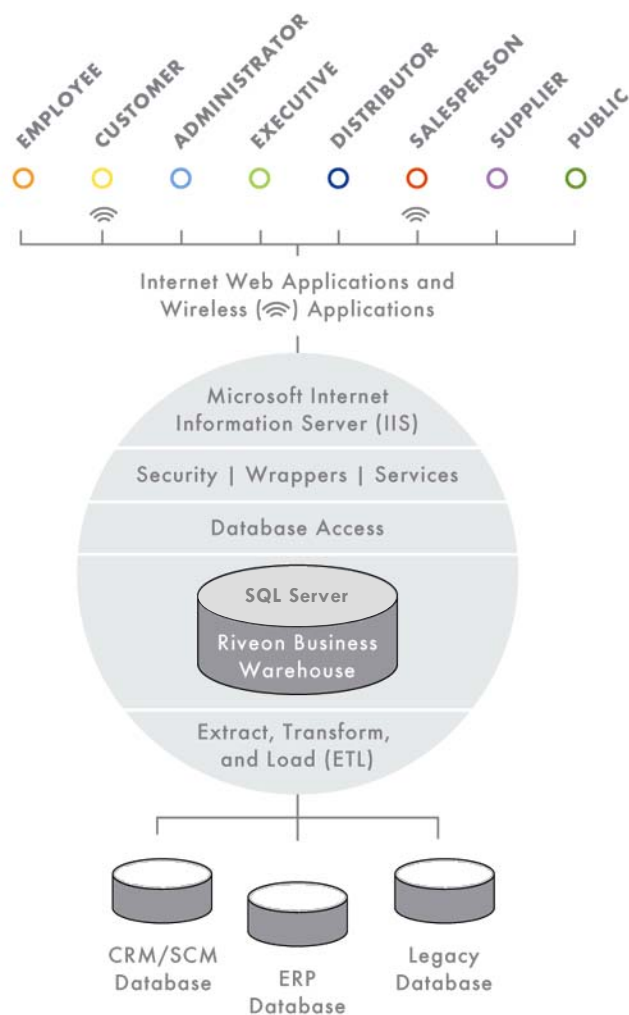 EMPLOYEE
CUSTOMER
ADMINISTRATOR
EXECUTIVE
DISTRIBUTOR
SALESPERSON
SUPPLIER
PUBLIC
Internet Web Applications and
Wireless () Applications
Microsoft Internet
Information Server (IIS)
Security | Wrappers | Services
Database Access
SQL Server
Riveon Business
Warehouse
Extract, Transform,
and Load (ETL)
CRM/SCM
Database
ERP
Database
Legacy
Database